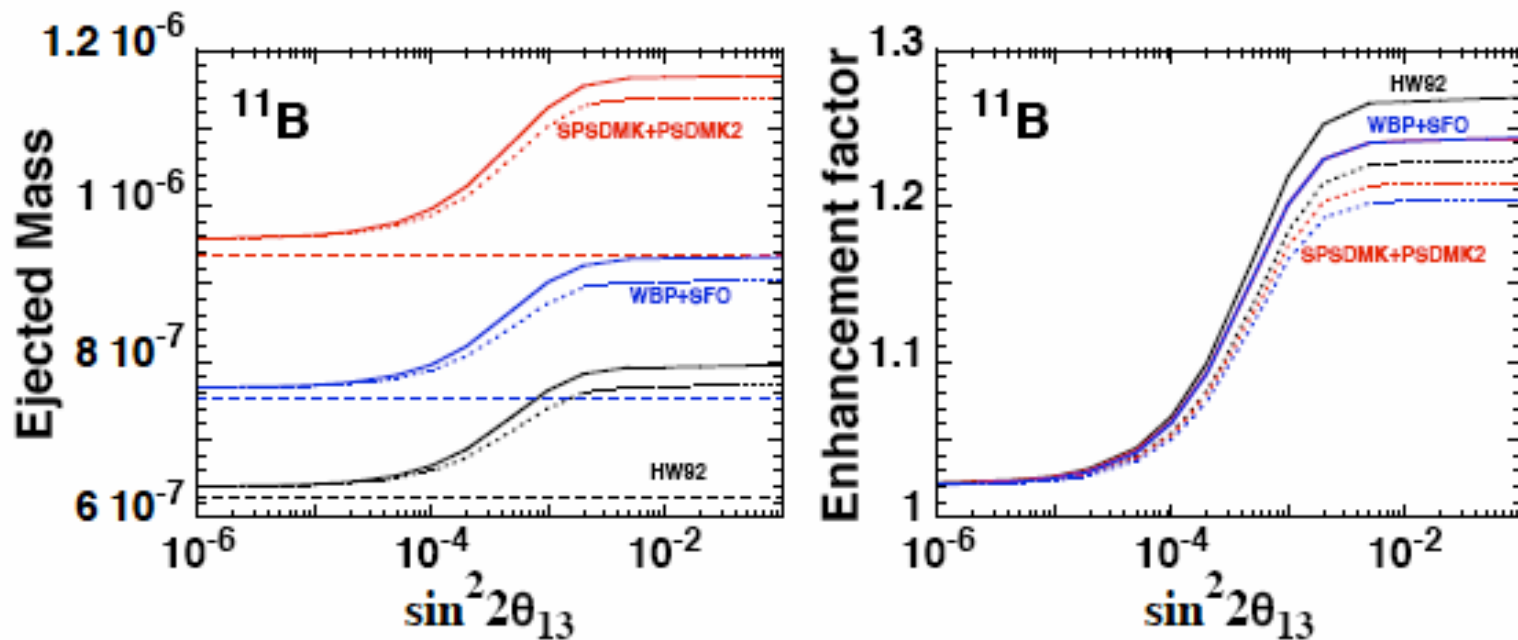 1.2 10⁻⁶
1 10⁻⁶
8 10⁻⁷
6 10⁻⁷
Ejected Mass
¹¹B
SPSDMK+PSDMK2
WBP+SFO
HW92
10⁻⁶
10⁻⁴
10⁻²
sin²2θ₁₃
1.3
1.2
1.1
1
Enhancement factor
¹¹B
HW92
WBP+SFO
SPSDMK+PSDMK2
10⁻⁶
10⁻⁴
10⁻²
sin²2θ₁₃